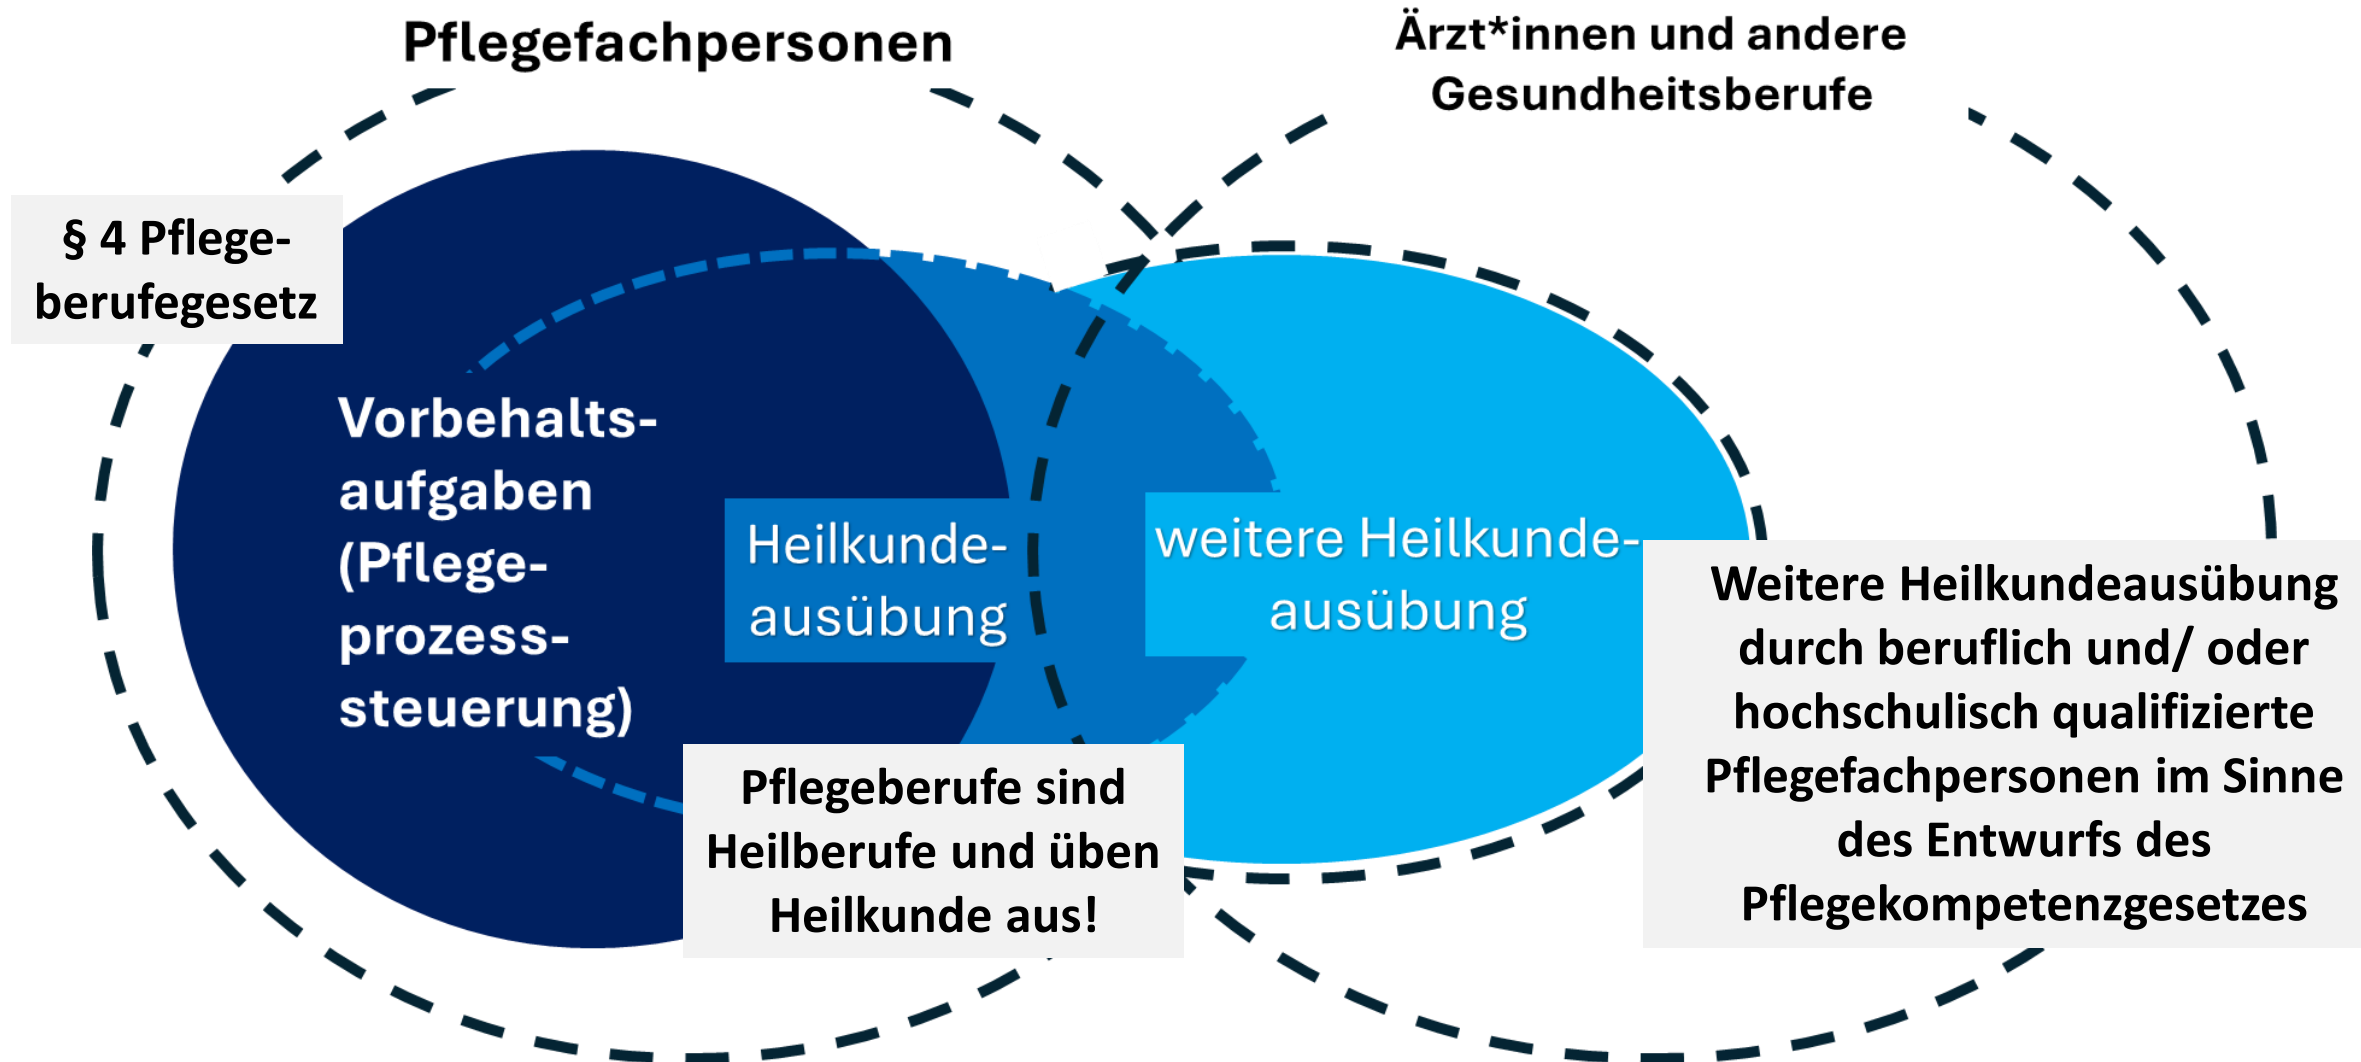 Pflegefachpersonen
Ärzt*innen und andere
Gesundheitsberufe
§ 4 Pflege-
berufegesetz
Vorbehalts-
aufgaben
(Pflege-
prozess-
steuerung)
Heilkunde-
ausübung
weitere Heilkunde-
ausübung
Pflegeberufe sind
Heilberufe und üben
Heilkunde aus!
Weitere Heilkundeausübung
durch beruflich und/ oder
hochschulisch qualifizierte
Pflegefachpersonen im Sinne
des Entwurfs des
Pflegekompetenzgesetzes